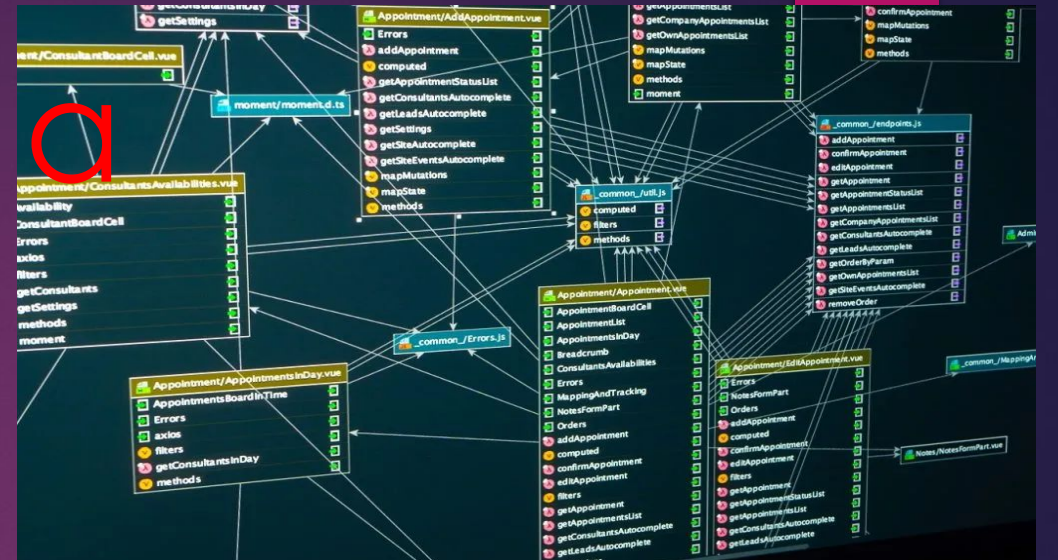 getSettings
ent/ConsultantBoardCell.vue
a
Appointment/ConsultantsAvailabilities.vue
availability
ConsultantBoardCell
Errors
axios
filters
getConsultants
getSettings
methods
moment
moment/moment.d.ts
Appointment/AddAppointment.vue
Errors
addAppointment
computed
getAppointmentStatusList
getConsultantsAutocomplete
getLeadsAutocomplete
getSettings
getSiteAutocomplete
getSiteEventsAutocomplete
mapMutations
mapState
methods
getCompanyAppointmentsList
getOwnAppointmentsList
mapMutations
mapState
methods
moment
confirmAppointment
mapMutations
mapState
methods
_common_/endpoints.js
addAppointment
confirmAppointment
editAppointment
getAppointment
getAppointmentStatusList
getAppointmentsList
getCompanyAppointmentsList
getConsultantsAutocomplete
getLeadsAutocomplete
getOrderByParam
getOwnAppointmentsList
getSiteEventsAutocomplete
removeOrder
_common_/util.js
computed
filters
methods
_common_/Errors.js
Appointment/AppointmentsInDay.vue
AppointmentsBoardInTime
Errors
axios
filters
getConsultantsInDay
methods
Appointment/Appointment.vue
AppointmentBoardCell
AppointmentList
AppointmentsInDay
Breadcrumb
ConsultantsAvailabilities
Errors
MappingAndTracking
NotesFormPart
Orders
addAppointment
computed
confirmAppointment
editAppointment
filters
getAppointment
getAppointmentsList
getConsultantsAutocomplete
getLeadsAutocomplete
Appointment/EditAppointment.vue
Errors
NotesFormPart
Orders
addAppointment
computed
confirmAppointment
editAppointment
filters
getAppointment
getAppointmentStatusList
getAppointmentsList
getConsultantsAutocomplete
getLeadsAutocomplete
Admi
_common_/MappingAn
Notes/NotesFormPart.vue